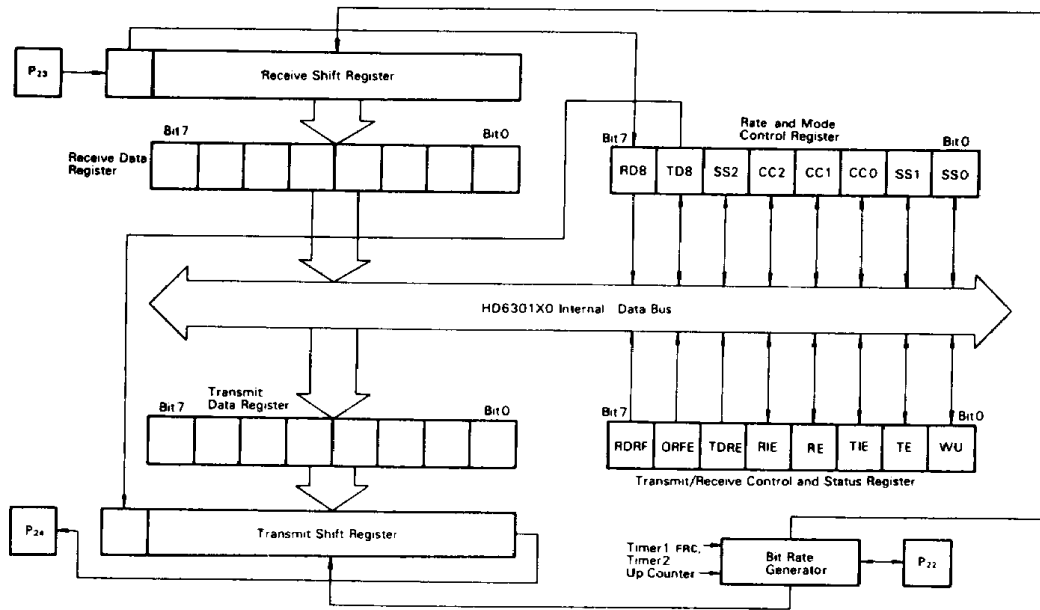 P23
Receive Shift Register
Bit 7
Bit 0
Receive Data
Register
Rate and Mode
Control Register
Bit 7
Bit 0
RD8 TD8 SS2 CC2 CC1 CC0 SS1 SS0
HD6301X0 Internal Data Bus
Transmit
Data Register
Bit 7
Bit 0
Bit 7
Bit 0
RDRF ORFE TDRE RIE RE TIE TE WU
Transmit/Receive Control and Status Register
P24
Transmit Shift Register
Timer1 FRC,
Timer2
Up Counter
Bit Rate
Generator
P22